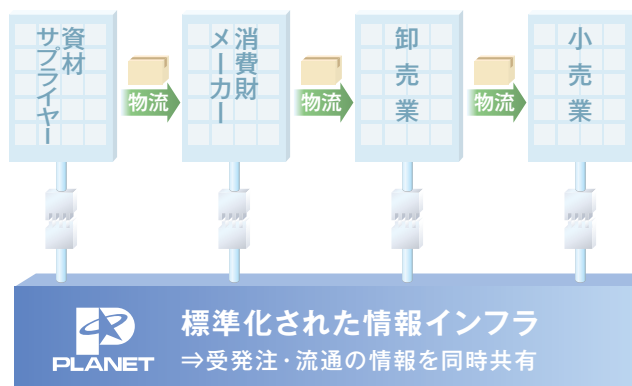 資材
サプライヤー
物流
消費財
メーカー
物流
卸売業
物流
小売業
PLANET
標準化された情報インフラ
⇒受発注・流通の情報を同時共有